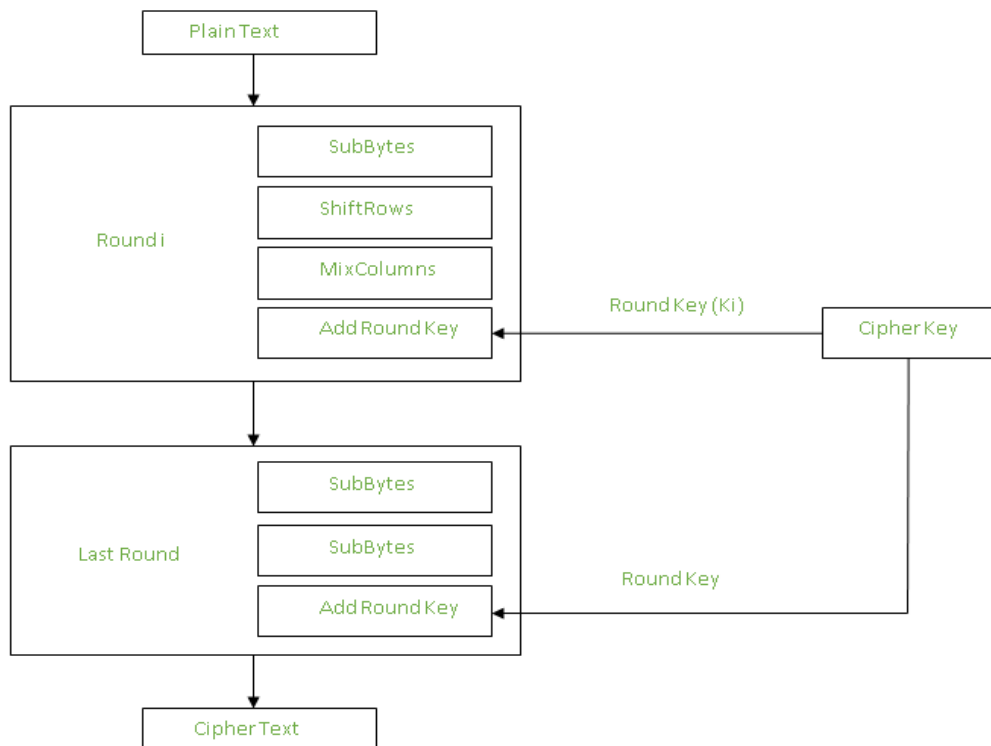 Plain Text
SubBytes
ShiftRows
Round i
MixColumns
Round Key (Ki)
Add Round Key
Cipher Key
SubBytes
SubBytes
Last Round
Round Key
Add Round Key
Cipher Text